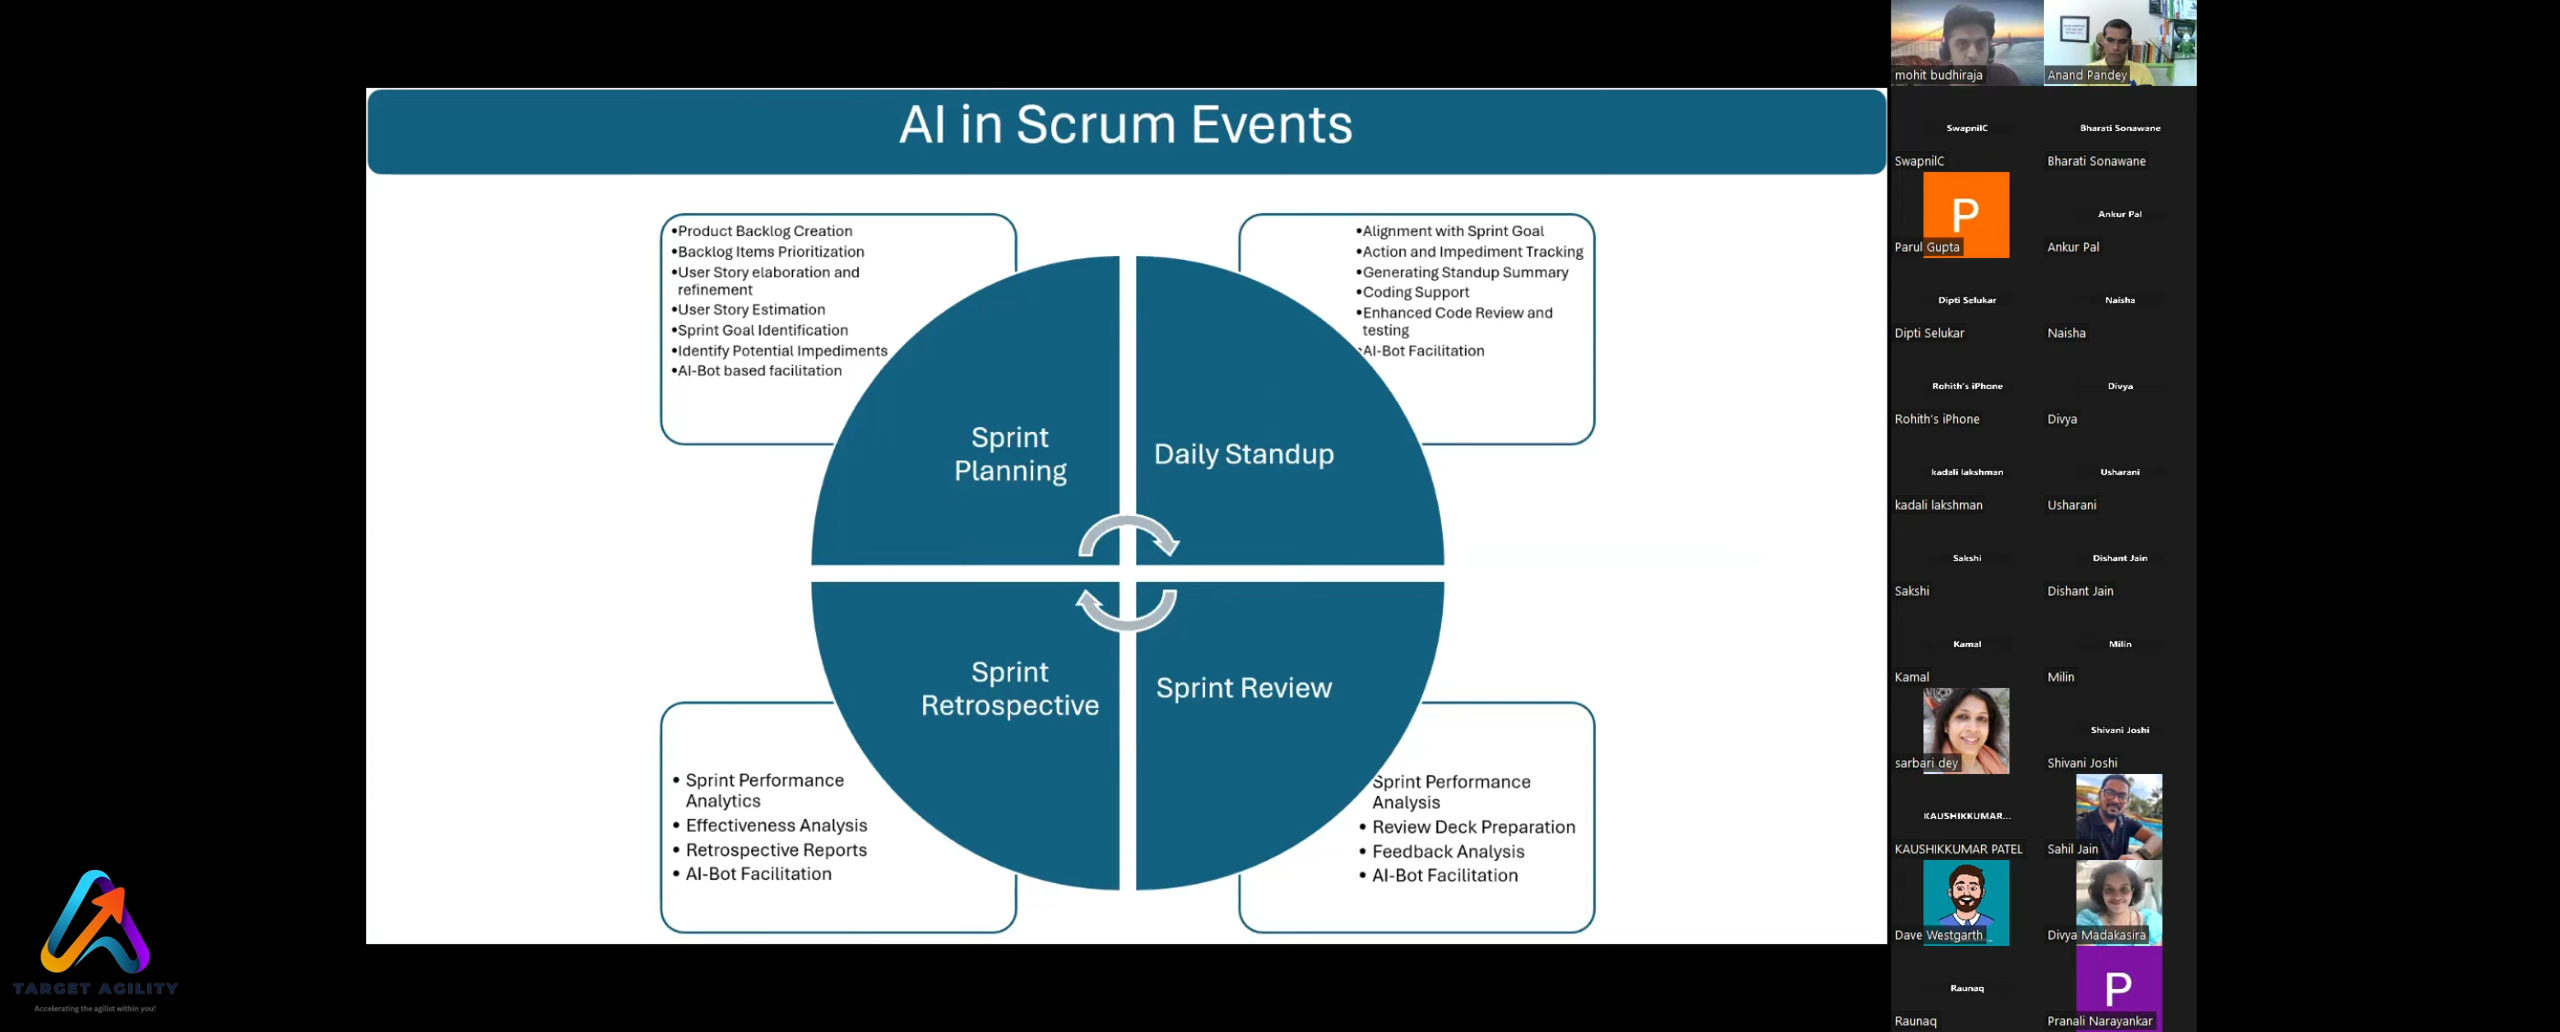 AI in Scrum Events
•Product Backlog Creation
•Backlog Items Prioritization
•User Story elaboration and
refinement
•User Story Estimation
•Sprint Goal Identification
•Identify Potential Impediments
•AI-Bot based facilitation
•Alignment with Sprint Goal
•Action and Impediment Tracking
•Generating Standup Summary
•Coding Support
•Enhanced Code Review and
testing
•AI-Bot Facilitation
Sprint
Planning
Daily Standup
Sprint
Retrospective
Sprint Review
• Sprint Performance
Analytics
• Effectiveness Analysis
• Retrospective Reports
• AI-Bot Facilitation
Sprint Performance
Analysis
• Review Deck Preparation
• Feedback Analysis
• AI-Bot Facilitation
TARGET AGILITY
Accelerating the agilist within you!
mohit budhiraja
Anand Pandey
SwapnilC
Bharati Sonawane
SwapnilC
Bharati Sonawane
P
Ankur Pal
Parul Gupta
Ankur Pal
Dipti Selukar
Naisha
Dipti Selukar
Naisha
Rohith's iPhone
Divya
Rohith's iPhone
Divya
kadali lakshman
Usharani
kadali lakshman
Usharani
Sakshi
Dishant Jain
Sakshi
Dishant Jain
Kamal
Milin
Kamal
Milin
Shivani Joshi
sarbari dey
Shivani Joshi
KAUSHIKKUMAR...
KAUSHIKKUMAR PATEL
Sahil Jain
Dave Westgarth
Divya Madakasira
Raunaq
P
Raunaq
Pranali Narayankar